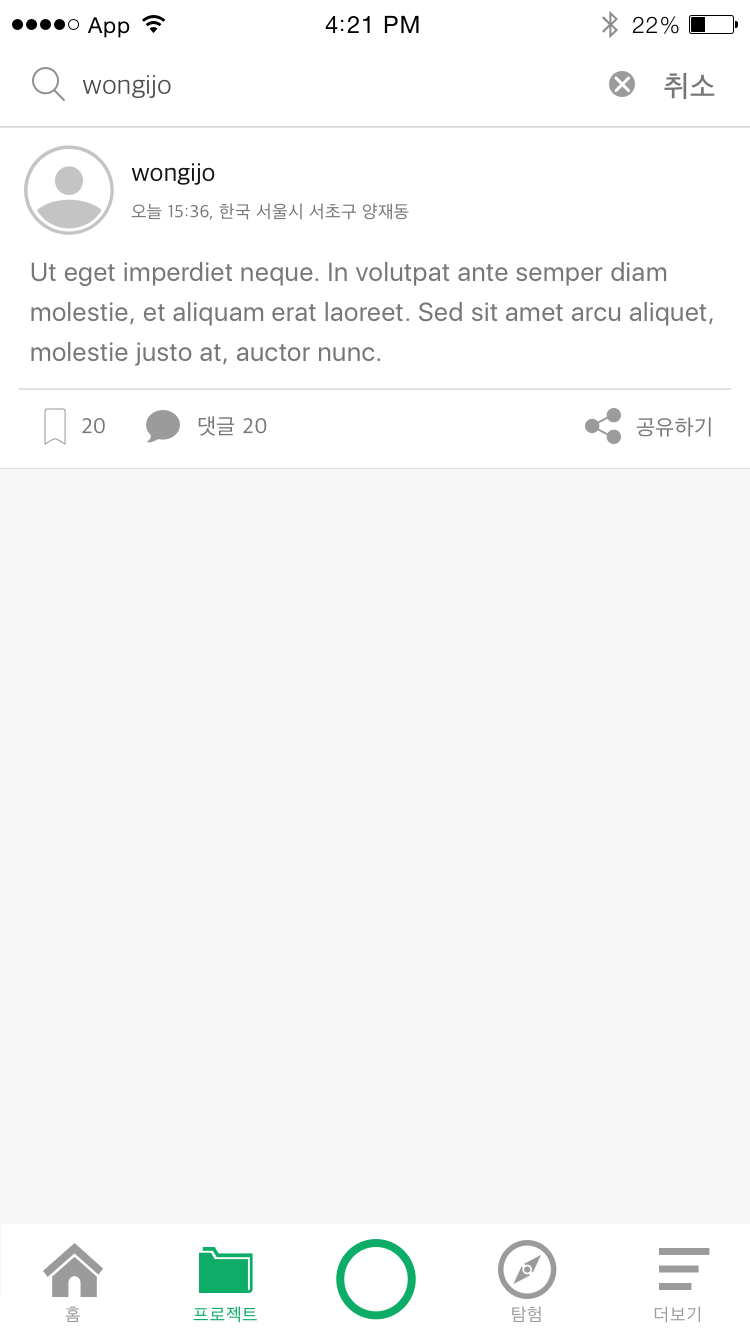 App 4:21 PM 22%
wongijo 취소
wongijo
오늘 15:36, 한국 서울시 서초구 양재동
Ut eget imperdiet neque. In volutpat ante semper diam
molestie, et aliquam erat laoreet. Sed sit amet arcu aliquet,
molestie justo at, auctor nunc.
20 댓글 20 공유하기
홈 프로젝트 탐험 더보기